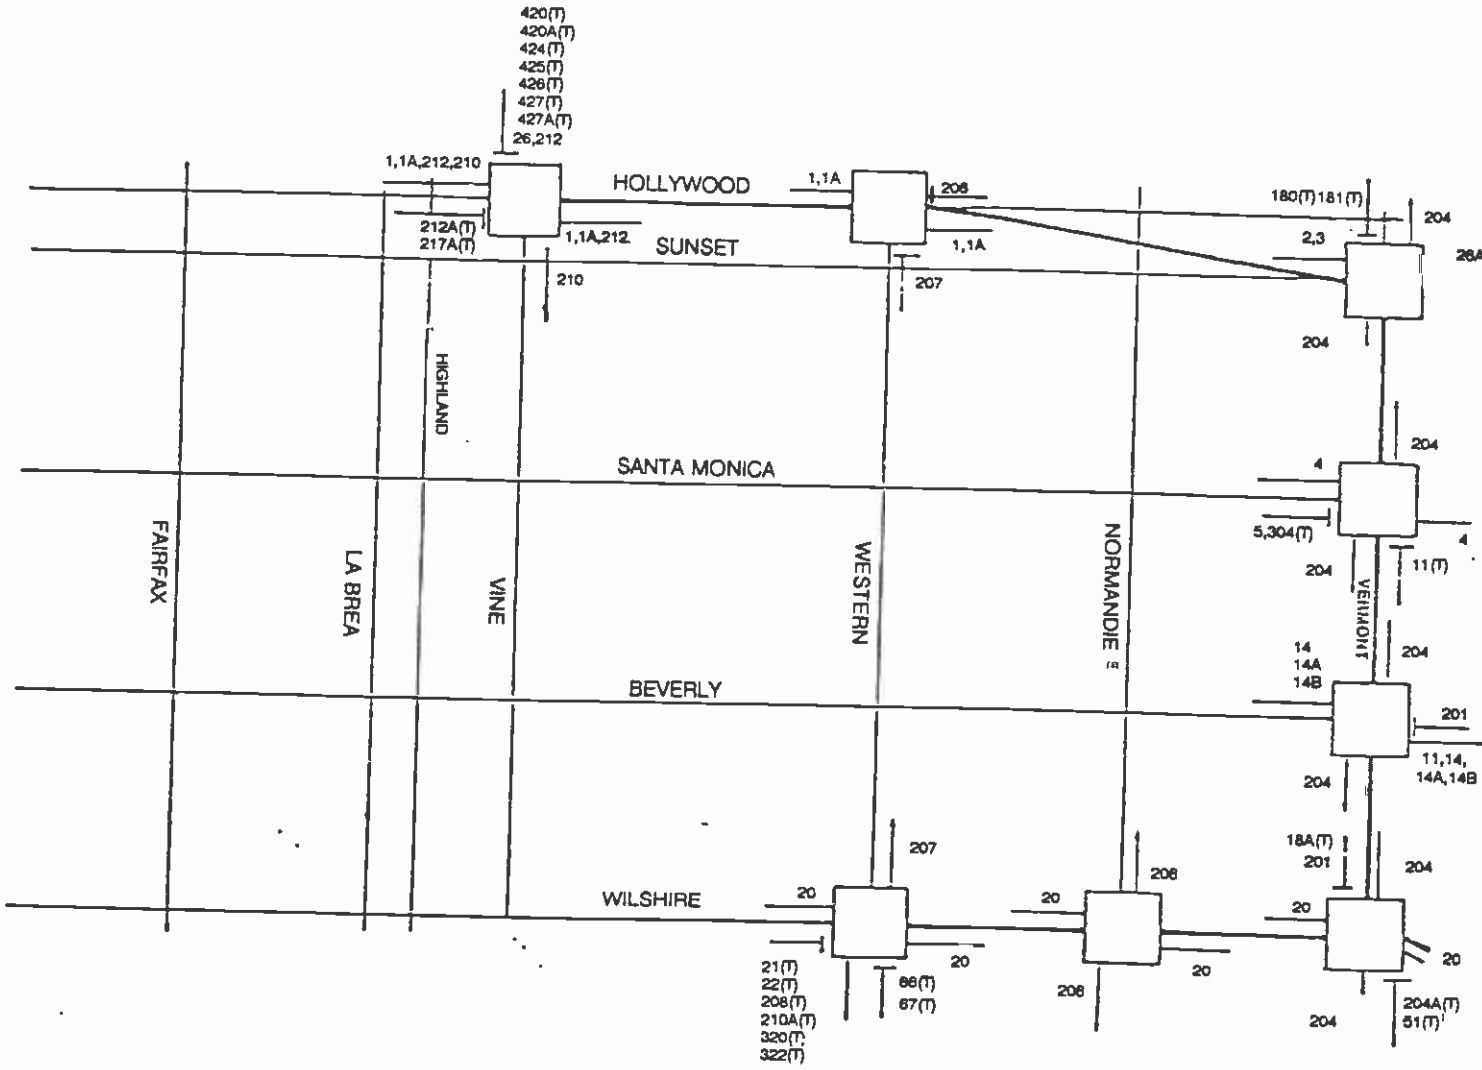 420(T)
420A(T)
424(T)
425(T)
426(T)
427(T)
427A(T)
26,212
1,1A,212,210
HOLLYWOOD
1,1A
206
180(T)181(T)
204
212A(T)
217A(T)
1,1A,212
SUNSET
1,1A
2,3
26A
210
207
204
HIGHLAND
204
SANTA MONICA
4
5,304(T)
4
FAIRFAX
LA BREA
VINE
WESTERN
NORMANDIE
204
11(T)
VERMONT
204
14
14A
14B
BEVERLY
201
11,14,
14A,14B
204
18A(T)
201
204
207
206
WILSHIRE
20
20
20
20
20
20
21(T)
22(T)
208(T)
210A(T)
320(T)
322(T)
66(T)
67(T)
206
204
204A(T)
51(T)